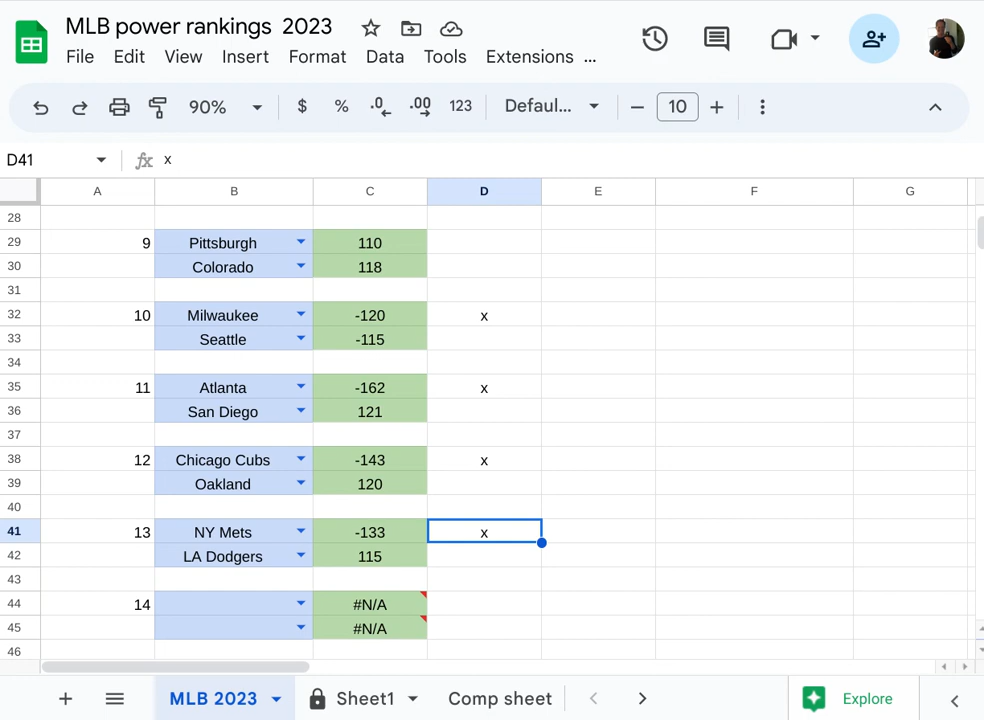 MLB power rankings 2023
File Edit View Insert Format Data Tools Extensions ...
90% $ % .0 .00 123 Defaul... − 10 +
D41 fx x
A B C D E F G
28
29 9 Pittsburgh 110
30 Colorado 118
31
32 10 Milwaukee -120 x
33 Seattle -115
34
35 11 Atlanta -162 x
36 San Diego 121
37
38 12 Chicago Cubs -143 x
39 Oakland 120
40
41 13 NY Mets -133 x
42 LA Dodgers 115
43
44 14 #N/A
45 #N/A
46
+ MLB 2023 Sheet1 Comp sheet Explore